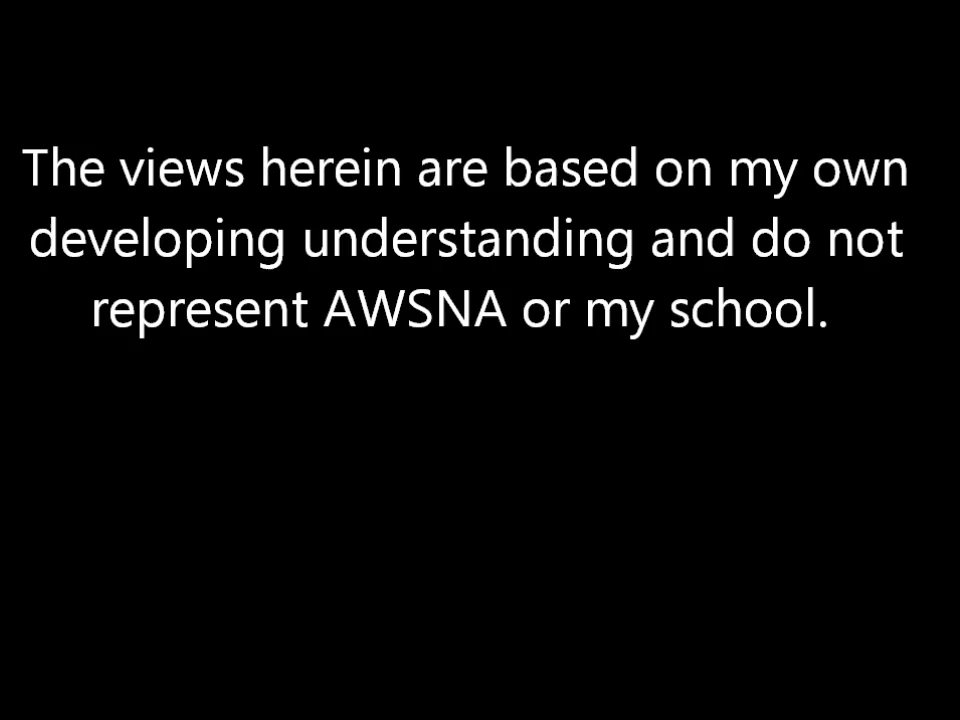 The views herein are based on my own
developing understanding and do not
represent AWSNA or my school.